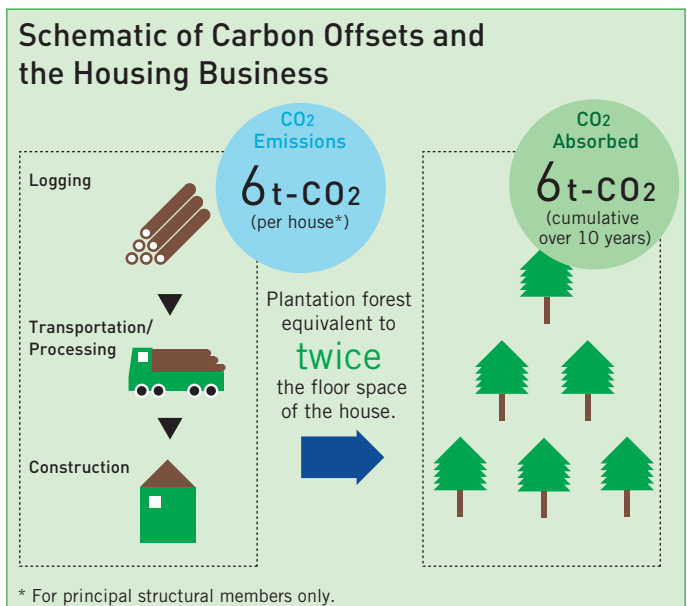 Schematic of Carbon Offsets and
the Housing Business
CO2
Emissions
6 t-CO2
(per house*)
CO2
Absorbed
6 t-CO2
(cumulative
over 10 years)
Logging
Transportation/
Processing
Construction
Plantation forest
equivalent to
twice
the floor space
of the house.
* For principal structural members only.